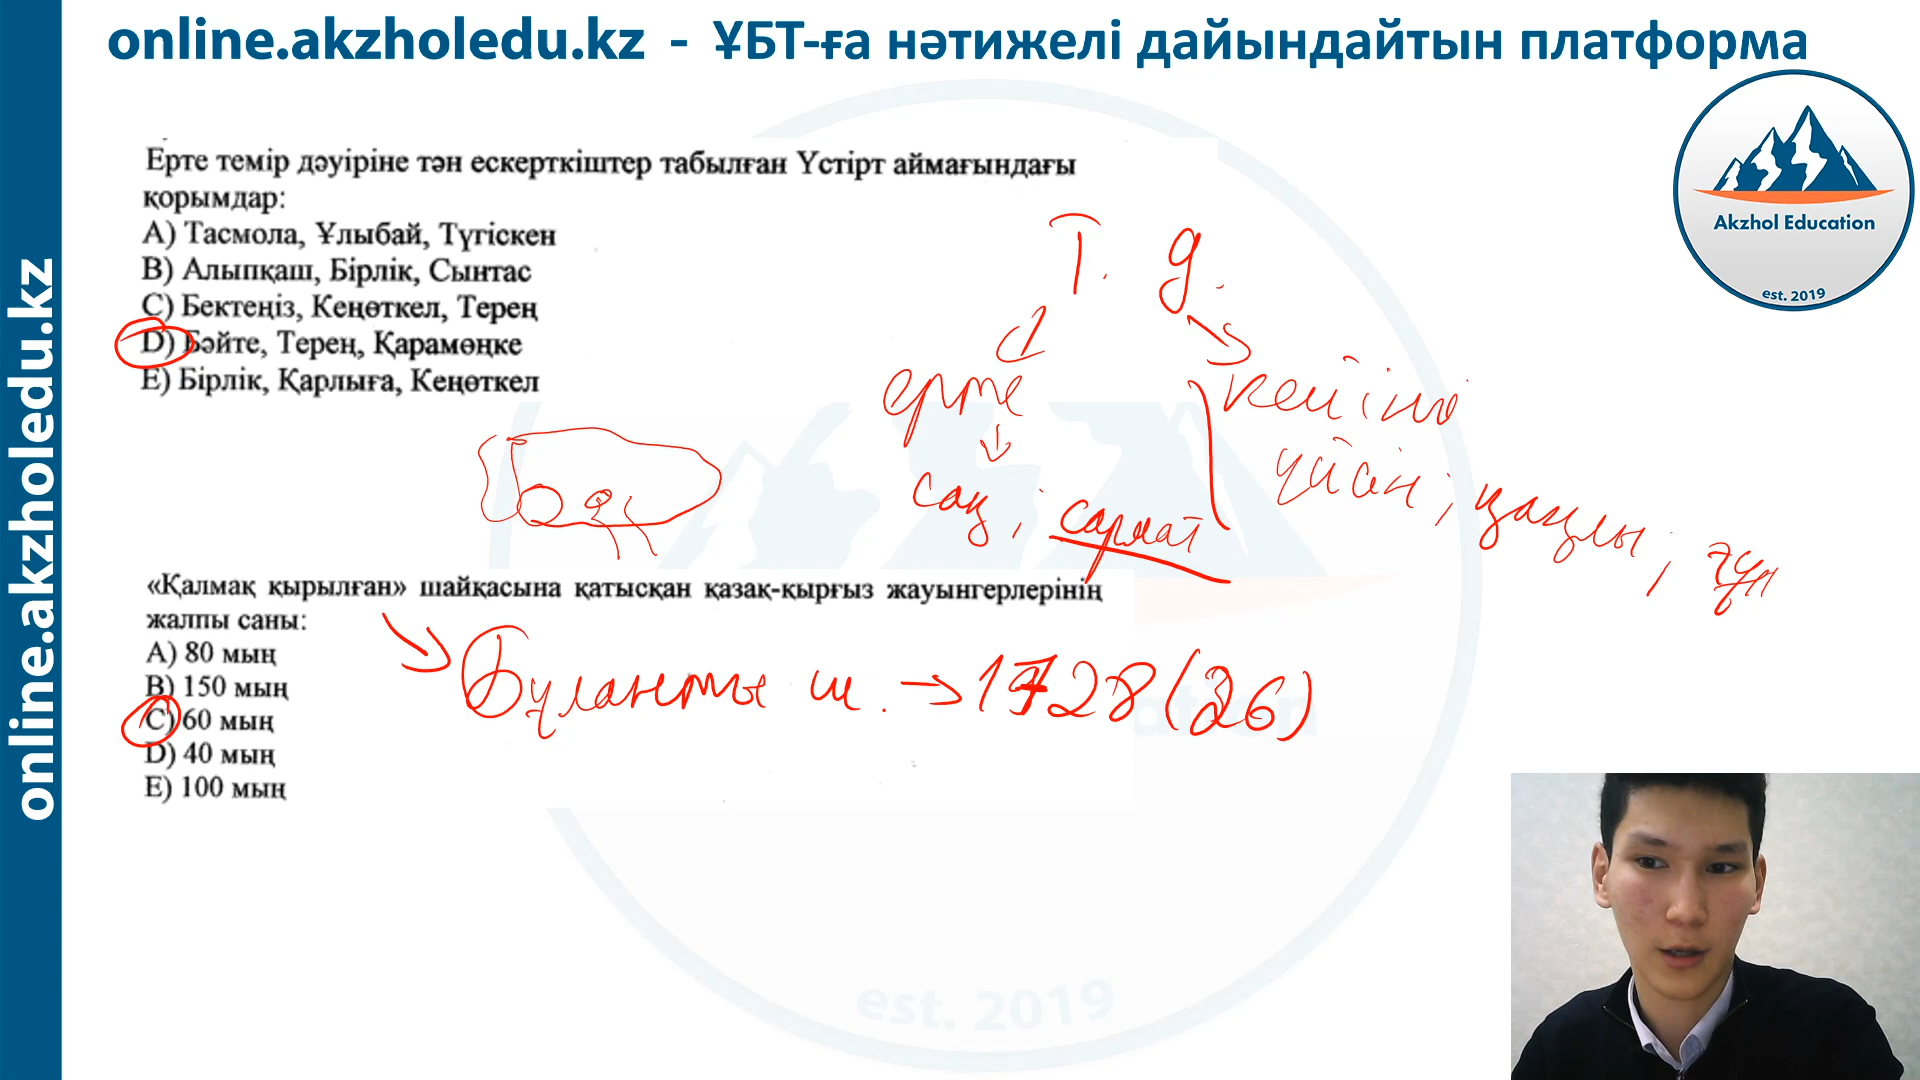 online.akzholedu.kz - ҰБТ-ға нәтижелі дайындайтын платформа
Akzhol Education
est. 2019
online.akzholedu.kz
Ерте темір дәуіріне тән ескерткіштер табылған Үстірт аймағындағы
қорымдар:
A) Тасмола, Ұлыбай, Түгіскен
B) Алыпқаш, Бірлік, Сынтас
C) Бектеңіз, Кеңөткел, Терең
D) Бәйте, Терең, Қарамөңке
E) Бірлік, Қарлыға, Кеңөткел
Т. д.
ерте
кейінгі
сақ ; сармат
үйсін ; қаңлы ; ғұн
«Қалмақ қырылған» шайқасына қатысқан қазақ-қырғыз жауынгерлерінің
жалпы саны:
A) 80 мың
B) 150 мың
C) 60 мың
D) 40 мың
E) 100 мың
Бұланты ш. → 1728 (26)
est. 2019